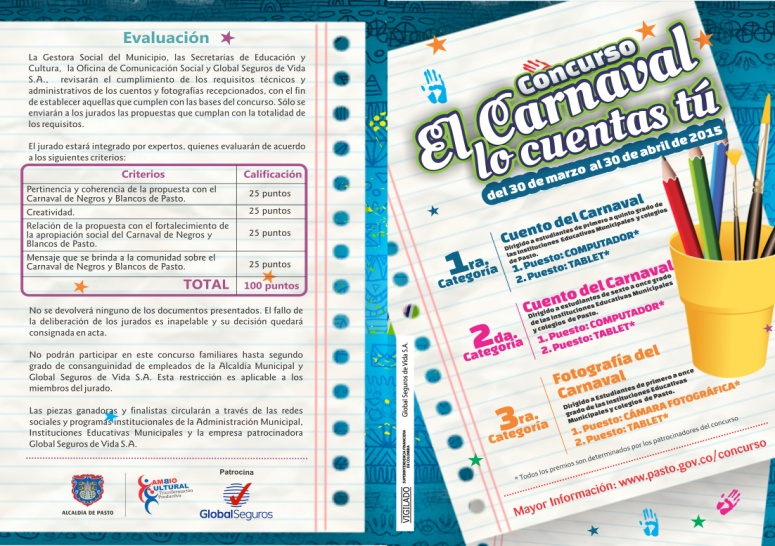 Evaluación
La Gestora Social del Municipio, las Secretarías de Educación y
Cultura, la Oficina de Comunicación Social y Global Seguros de Vida
S.A., revisarán el cumplimiento de los requisitos técnicos y
administrativos de los cuentos y fotografías recepcionados, con el fin
de establecer aquellas que cumplen con las bases del concurso. Sólo se
enviarán a los jurados las propuestas que cumplan con la totalidad de
los requisitos.
El jurado estará integrado por expertos, quienes evaluarán de acuerdo
a los siguientes criterios:
Criterios Calificación
Pertinencia y coherencia de la propuesta con el
Carnaval de Negros y Blancos de Pasto.
25 puntos
Creatividad.
25 puntos
Relación de la propuesta con el fortalecimiento de
la apropiación social del Carnaval de Negros y
Blancos de Pasto.
25 puntos
Mensaje que se brinda a la comunidad sobre el
Carnaval de Negros y Blancos de Pasto.
25 puntos
TOTAL 100 puntos
No se devolverá ninguno de los documentos presentados. El fallo de
la deliberación de los jurados es inapelable y su decisión quedará
consignada en acta.
No podrán participar en este concurso familiares hasta segundo
grado de consanguinidad de empleados de la Alcaldía Municipal y
Global Seguros de Vida S.A. Esta restricción es aplicable a los
miembros del jurado.
Las piezas ganadoras y finalistas circularán a través de las redes
sociales y programas institucionales de la Administración Municipal,
Instituciones Educativas Municipales y la empresa patrocinadora
Global Seguros de Vida S.A.
ALCALDÍA DE PASTO
CAMBIO
CULTURAL
Transformación
Productiva
Patrocina
GlobalSeguros
VIGILADO SUPERINTENDENCIA FINANCIERA
DE COLOMBIA
Global Seguros de Vida S.A.
Concurso
El Carnaval
lo cuentas tú
del 30 de marzo al 30 de abril de 2015
1ra.
Categoría
Cuento del Carnaval
Dirigido a estudiantes de primero a quinto grado de
las instituciones Educativas Municipales y colegios
de Pasto.
1. Puesto: COMPUTADOR*
2. Puesto: TABLET*
2da.
Categoría
Cuento del Carnaval
Dirigido a estudiantes de sexto a once grado
de las instituciones Educativas Municipales
y colegios de Pasto.
1. Puesto: COMPUTADOR*
2. Puesto: TABLET*
3ra.
Categoría
Fotografía del
Carnaval
Dirigido a Estudiantes de primero a once
grado de las instituciones Educativas
Municipales y colegios de Pasto.
1. Puesto: CÁMARA FOTOGRÁFICA*
2. Puesto: TABLET*
* Todos los premios son determinados por los patrocinadores del concurso
Mayor Información: www.pasto.gov.co/concurso